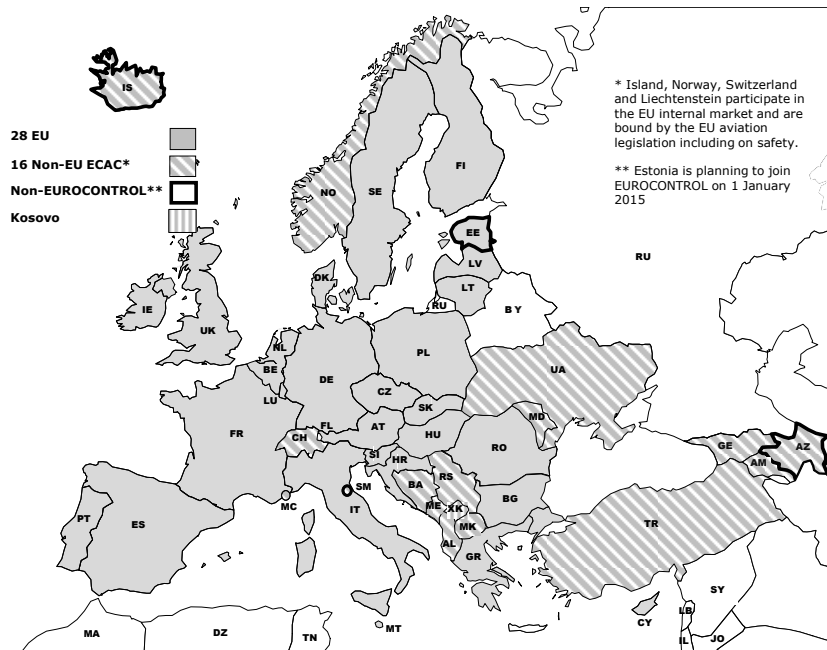 IS
* Island, Norway, Switzerland
and Liechtenstein participate in
the EU internal market and are
bound by the EU aviation
legislation including on safety.
** Estonia is planning to join
EUROCONTROL on 1 January
2015
28 EU
16 Non-EU ECAC*
Non-EUROCONTROL**
Kosovo
FI
NO
SE
EE
RU
LV
DK
LT
RU
BY
IE
UK
NL
PL
BE
UA
DE
CZ
LU
SK
MD
FL
AT
FR
CH
HU
RO
GE
AZ
SI
HR
AM
RS
BA
SM
MC
IT
ME
XK
BG
PT
ES
MK
TR
AL
GR
SY
LB
CY
MT
MA
DZ
TN
IL
JO